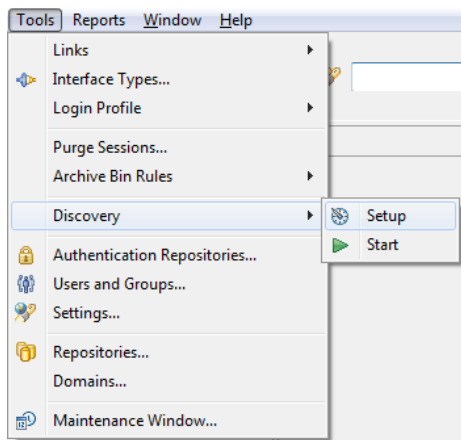 Tools Reports Window Help
Links
Interface Types...
Login Profile
Purge Sessions...
Archive Bin Rules
Discovery
Setup
Start
Authentication Repositories...
Users and Groups...
Settings...
Repositories...
Domains...
Maintenance Window...